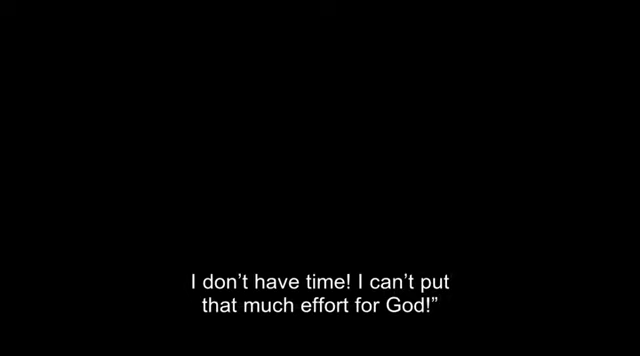 I don’t have time! I can’t put
that much effort for God!”